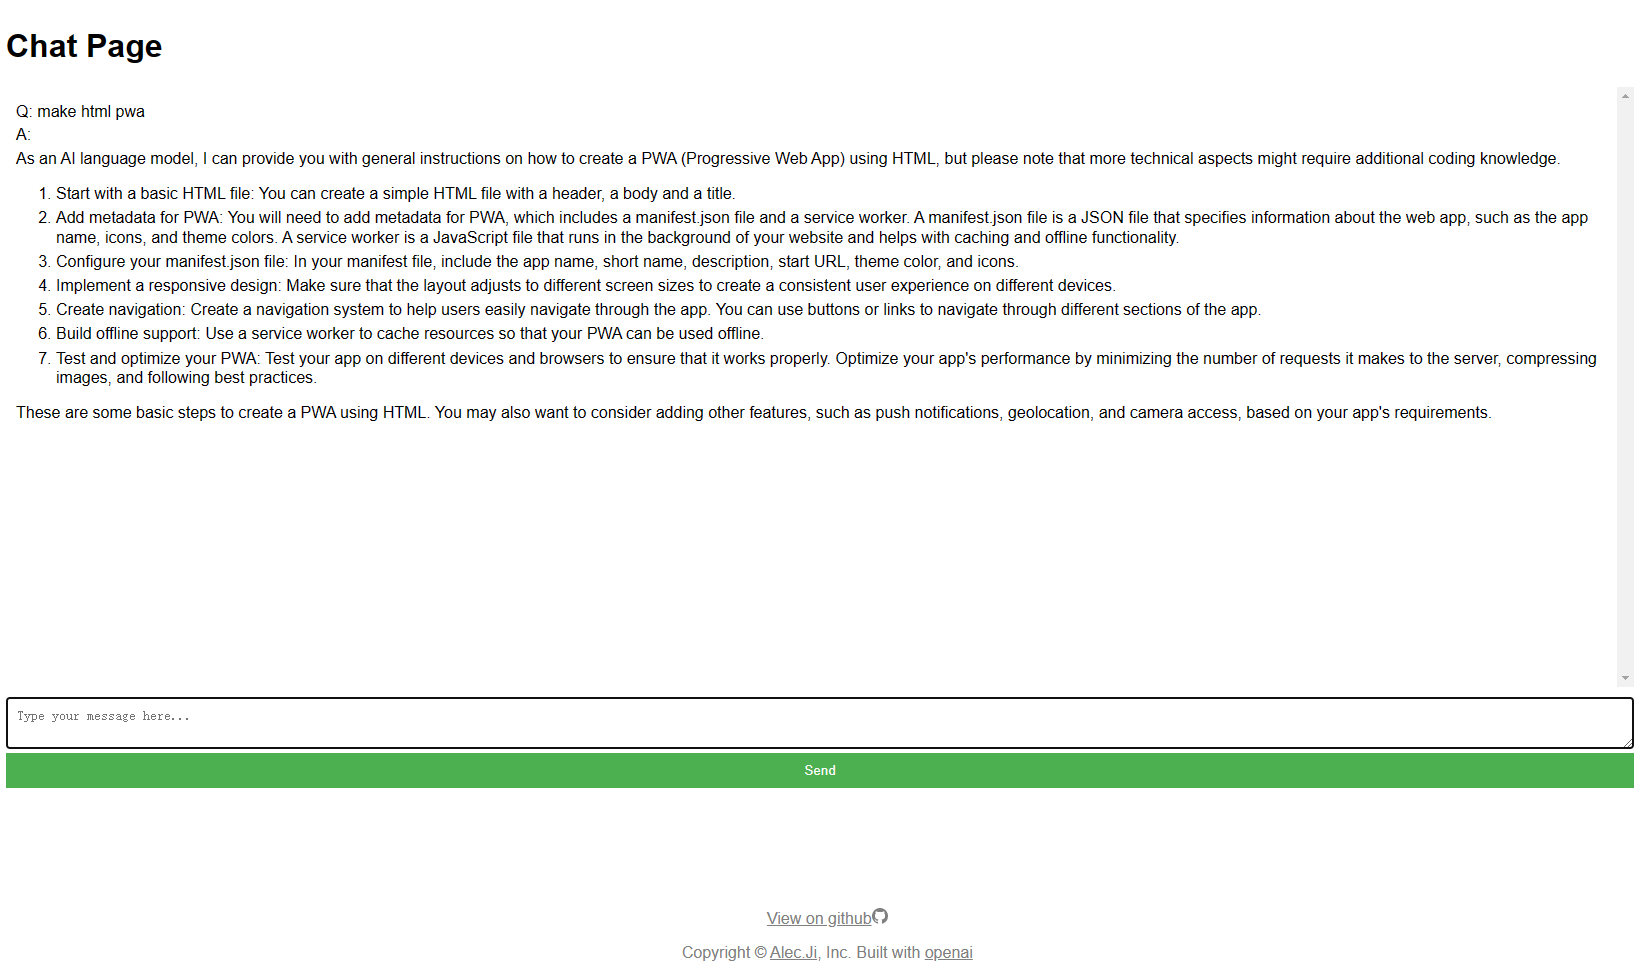 Chat Page
Q: make html pwa
A:
As an AI language model, I can provide you with general instructions on how to create a PWA (Progressive Web App) using HTML, but please note that more technical aspects might require additional coding knowledge.
1. Start with a basic HTML file: You can create a simple HTML file with a header, a body and a title.
2. Add metadata for PWA: You will need to add metadata for PWA, which includes a manifest.json file and a service worker. A manifest.json file is a JSON file that specifies information about the web app, such as the app
name, icons, and theme colors. A service worker is a JavaScript file that runs in the background of your website and helps with caching and offline functionality.
3. Configure your manifest.json file: In your manifest file, include the app name, short name, description, start URL, theme color, and icons.
4. Implement a responsive design: Make sure that the layout adjusts to different screen sizes to create a consistent user experience on different devices.
5. Create navigation: Create a navigation system to help users easily navigate through the app. You can use buttons or links to navigate through different sections of the app.
6. Build offline support: Use a service worker to cache resources so that your PWA can be used offline.
7. Test and optimize your PWA: Test your app on different devices and browsers to ensure that it works properly. Optimize your app's performance by minimizing the number of requests it makes to the server, compressing
images, and following best practices.
These are some basic steps to create a PWA using HTML. You may also want to consider adding other features, such as push notifications, geolocation, and camera access, based on your app's requirements.
Type your message here...
Send
View on github
Copyright © Alec.Ji, Inc. Built with openai